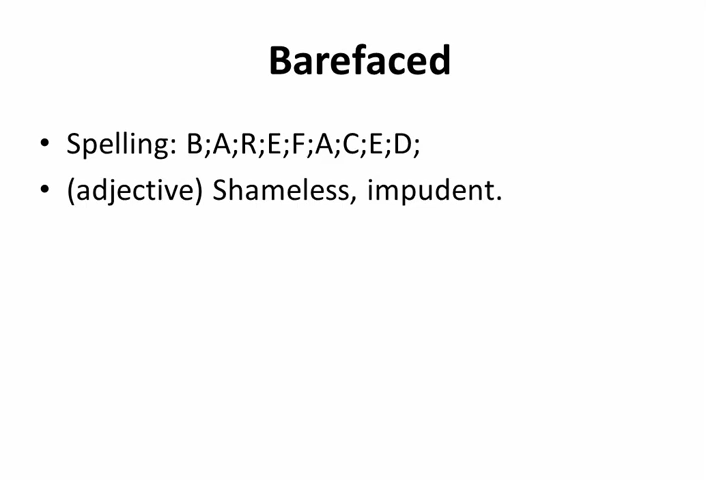 Barefaced
• Spelling: B;A;R;E;F;A;C;E;D;
• (adjective) Shameless, impudent.